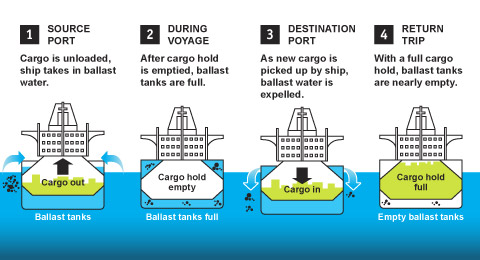 1 SOURCE PORT
Cargo is unloaded,
ship takes in ballast
water.
Cargo out
Ballast tanks
2 DURING VOYAGE
After cargo hold
is emptied, ballast
tanks are full.
Cargo hold
empty
Ballast tanks full
3 DESTINATION PORT
As new cargo is
picked up by ship,
ballast water is
expelled.
Cargo in
4 RETURN TRIP
With a full cargo
hold, ballast tanks
are nearly empty.
Cargo hold
full
Empty ballast tanks